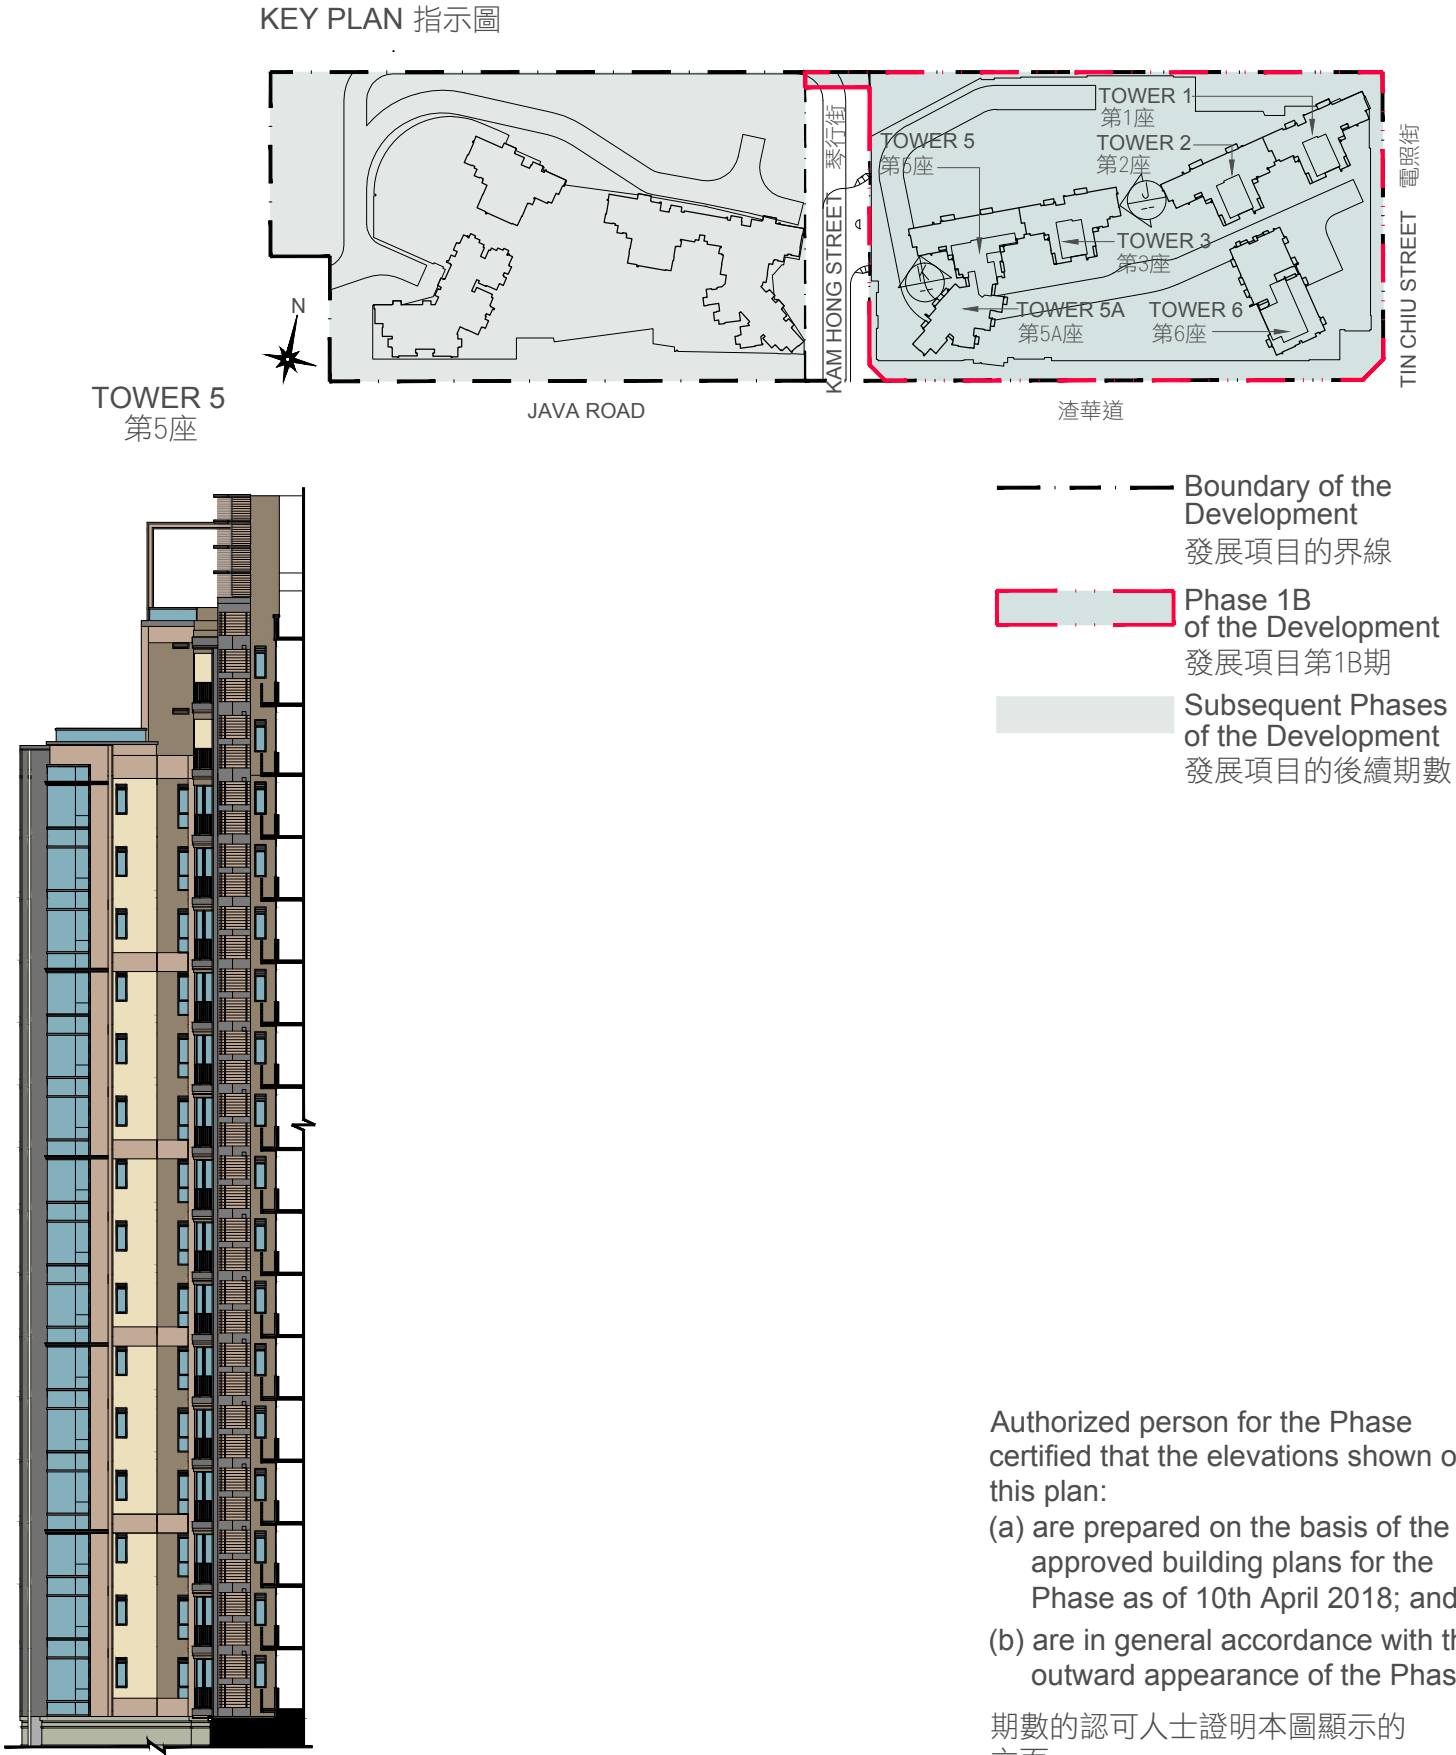 KEY PLAN 指示圖
TOWER 1
第1座
TOWER 2
第2座
TOWER 5
第5座
TOWER 3
第3座
TOWER 5A
第5A座
TOWER 6
第6座
J
K
琴行街
KAM HONG STREET
電照街
TIN CHIU STREET
N
JAVA ROAD
渣華道
TOWER 5
第5座
Boundary of the
Development
發展項目的界線
Phase 1B
of the Development
發展項目第1B期
Subsequent Phases
of the Development
發展項目的後續期數
Authorized person for the Phase
certified that the elevations shown o
this plan:
(a) are prepared on the basis of the
approved building plans for the
Phase as of 10th April 2018; and
(b) are in general accordance with th
outward appearance of the Phas
期數的認可人士證明本圖顯示的